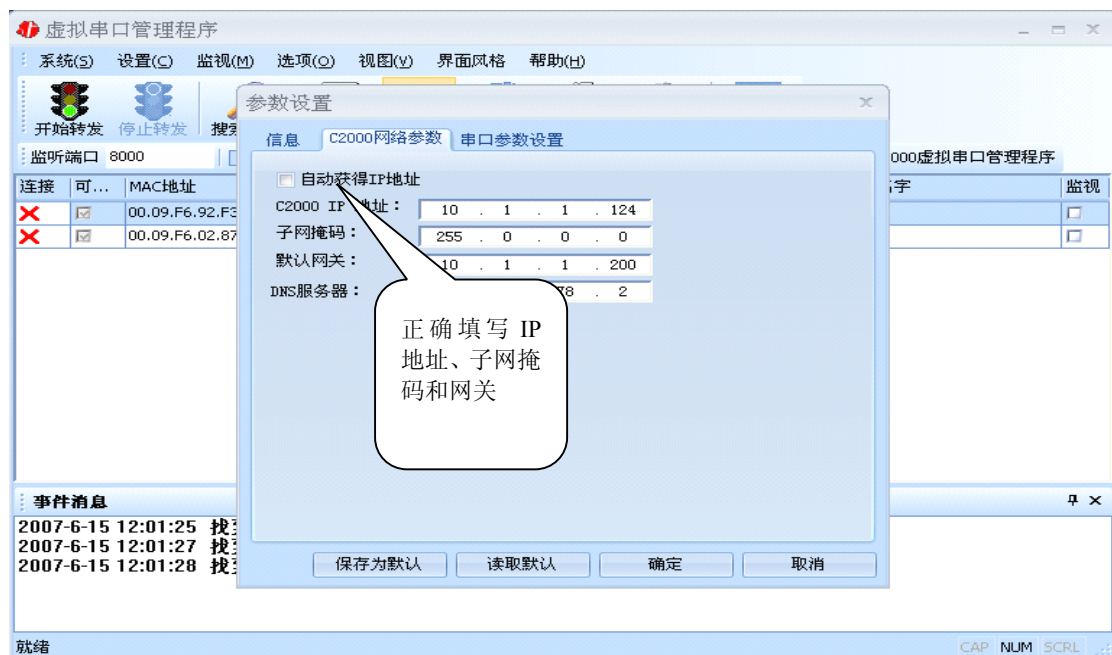 虚拟串口管理程序
系统(S) 设置(C) 监视(M) 选项(O) 视图(V) 界面风格 帮助(H)
开始转发 停止转发
监听端口 8000
000虚拟串口管理程序
连接 可... MAC地址 字 监视
00.09.F6.92.F3
00.09.F6.02.87
参数设置
信息 C2000网络参数 串口参数设置
自动获得IP地址
C2000 IP 地址： 10 . 1 . 1 . 124
子网掩码： 255 . 0 . 0 . 0
默认网关： 10 . 1 . 1 . 200
DNS服务器： 78 . 2
正确填写 IP
地址、子网掩
码和网关
保存为默认 读取默认 确定 取消
事件消息
2007-6-15 12:01:25 找
2007-6-15 12:01:27 找
2007-6-15 12:01:28 找
就绪 CAP NUM SCRL